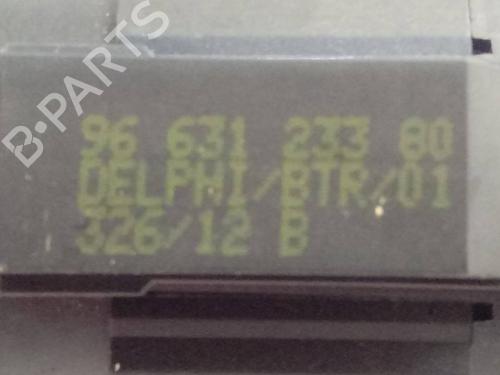 B·PARTS
96 631 233 80
DELPHI/BTR/01
326/12 B